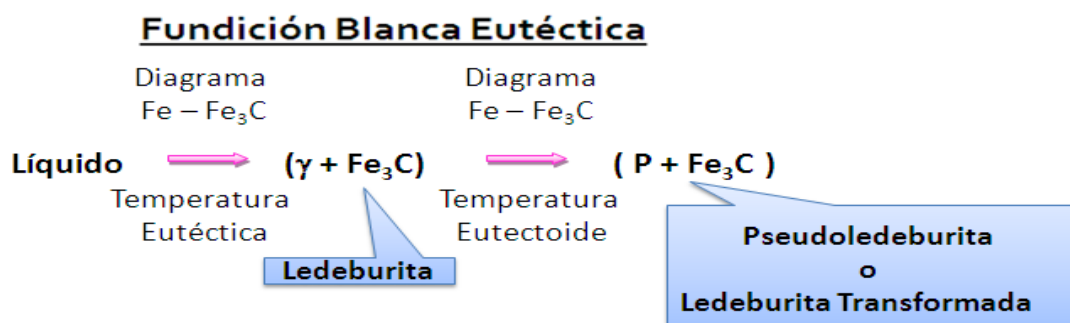 Fundición Blanca Eutéctica
Diagrama
Fe – Fe₃C
Diagrama
Fe – Fe₃C
Líquido (γ + Fe₃C) ( P + Fe₃C )
Temperatura
Eutéctica
Temperatura
Eutectoide
Ledeburita
Pseudoledeburita
o
Ledeburita Transformada